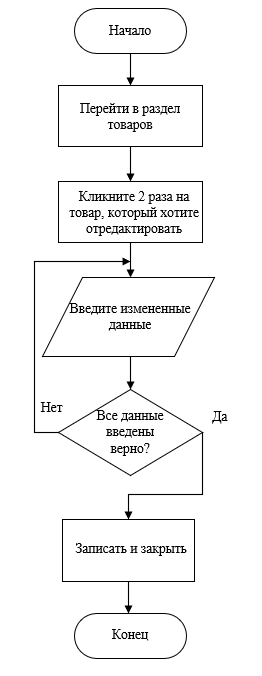 Начало
Перейти в раздел
товаров
Кликните 2 раза на
товар, который хотите
отредактировать
Введите измененные
данные
Все данные
введены
верно?
Нет
Да
Записать и закрыть
Конец